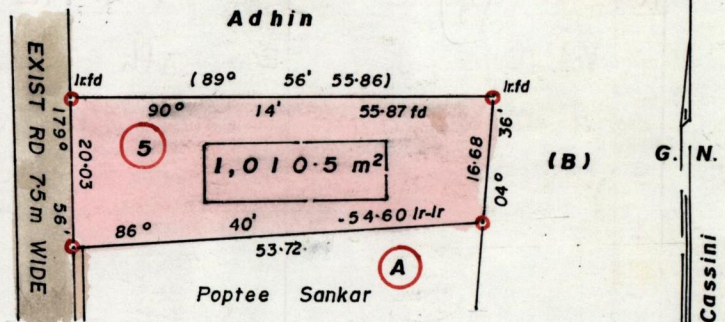 Adhin
EXIST RD 7.5m WIDE
Ir.fd
(89° 56' 55.86)
Ir.fd
90° 14' 55.87 fd
179° 56'
20.03
5
1,010.5 m²
16.68
04° 36'
(B)
G. N.
Cassini
86° 40' -54.60 Ir-Ir
53.72.
A
Poptee Sankar